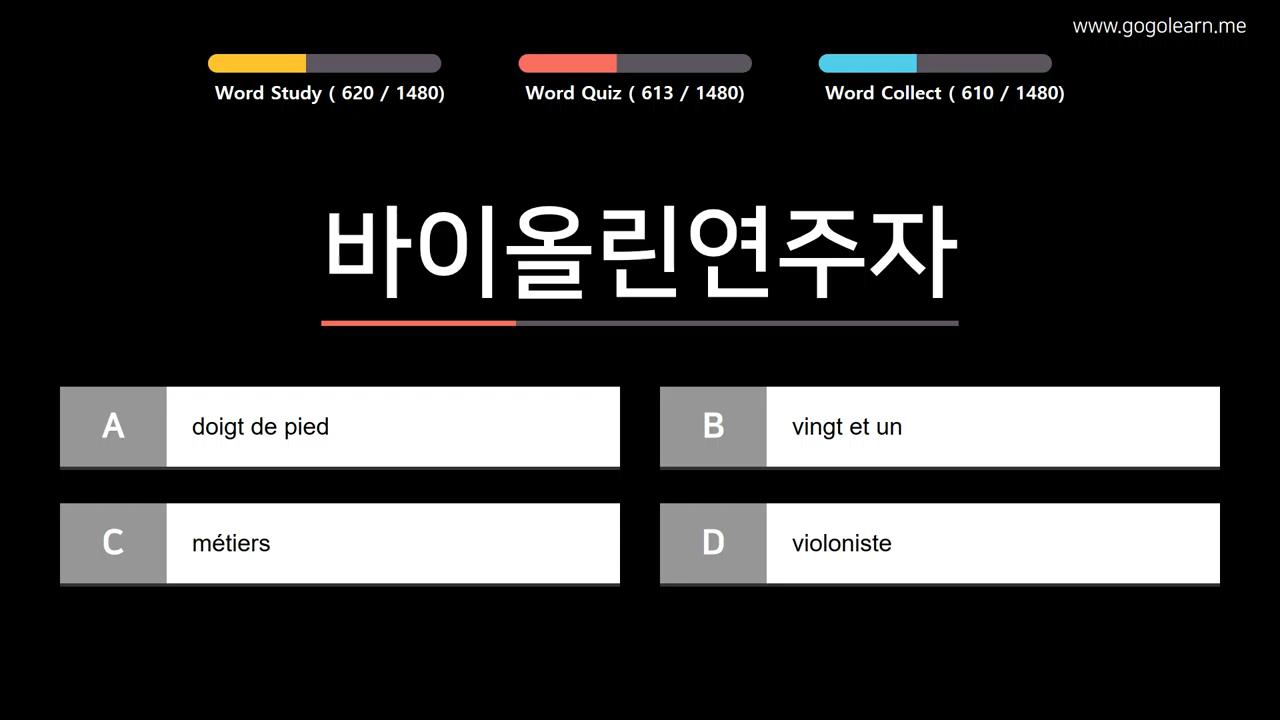 www.gogolearn.me
Word Study ( 620 / 1480)
Word Quiz ( 613 / 1480)
Word Collect ( 610 / 1480)
바이올린연주자
A doigt de pied
B vingt et un
C métiers
D violoniste